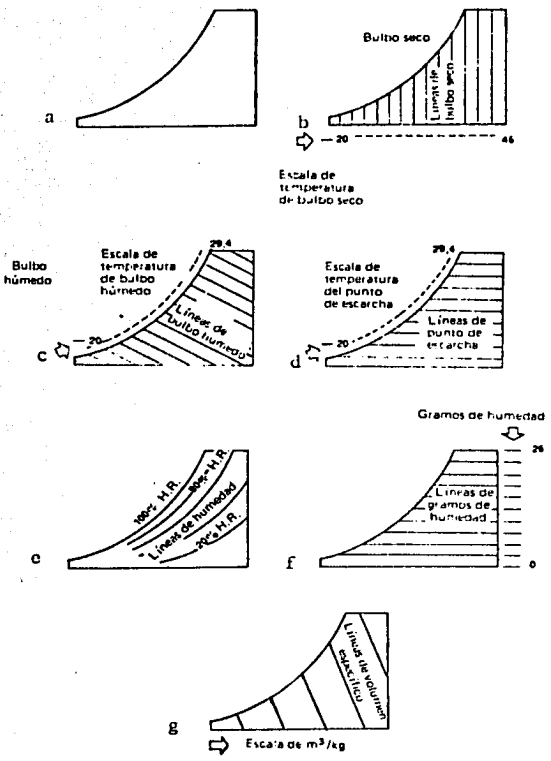 a
Bulbo seco
Líneas de
bulbo seco
b
-20
46
Escala de
temperatura
de bulbo seco
Bulbo
húmedo
Escala de
temperatura
de bulbo
húmedo
29,4
-20
Líneas de
bulbo humedo
c
Escala de
temperatura
del punto
de escarcha
29,4
-20
Líneas de
punto de
escarcha
d
100% H.R.
90% H.R.
Líneas de humedad
20% H.R.
e
Gramos de humedad
26
Líneas de
gramos de
humedad
0
f
Líneas de volumen
específico
g
Escala de m³/kg